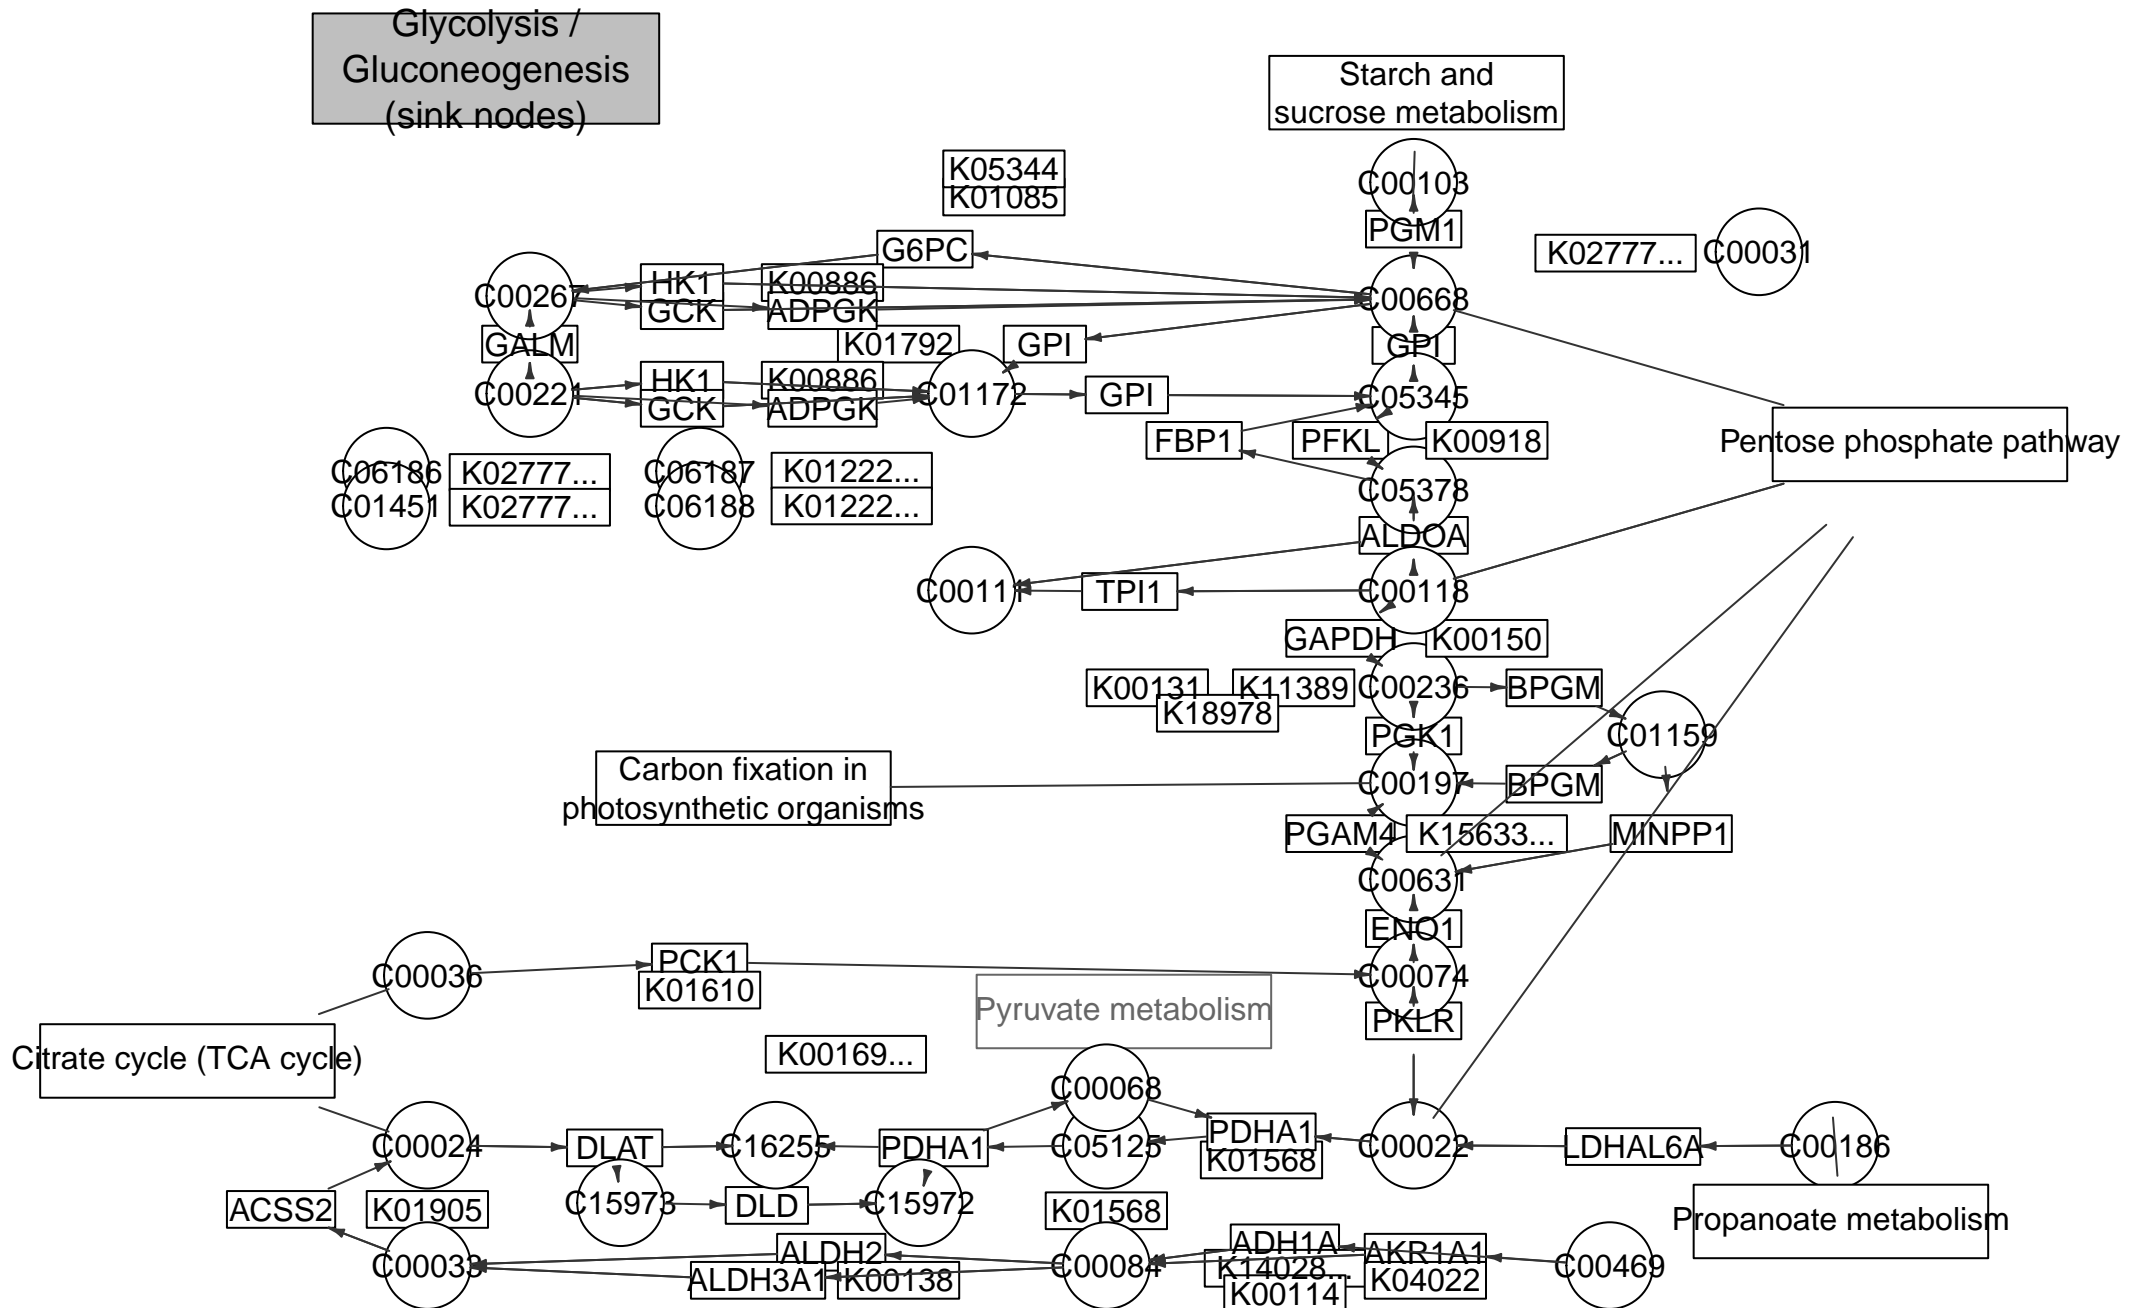 Glycolysis /
Gluconeogenesis
(sink nodes)
Starch and
sucrose metabolism
K05344
K01085
C00103
PGM1
G6PC
K02777...
C00031
C00267
HK1
K00886
GCK
ADPGK
C00668
GALM
K01792
GPI
GPI
C00221
HK1
K00886
GCK
ADPGK
C01172
GPI
C05345
FBP1
PFKL
K00918
Pentose phosphate pathway
C06186
K02777...
C06187
K01222...
C01451
K02777...
C06188
K01222...
C05378
ALDOA
C00111
TPI1
C00118
GAPDH
K00150
K00131
K11389
K18978
C00236
BPGM
PGK1
C01159
Carbon fixation in
photosynthetic organisms
C00197
BPGM
PGAM4
K15633...
MINPP1
C00631
ENO1
C00036
PCK1
K01610
C00074
Pyruvate metabolism
PKLR
Citrate cycle (TCA cycle)
K00169...
C00068
C00024
DLAT
C16255
PDHA1
C05125
PDHA1
K01568
C00022
LDHAL6A
C00186
ACSS2
K01905
C15973
DLD
C15972
K01568
Propanoate metabolism
C00033
ALDH2
ALDH3A1
K00138
C00084
ADH1A
K14028...
K00114
AKR1A1
K04022
C00469